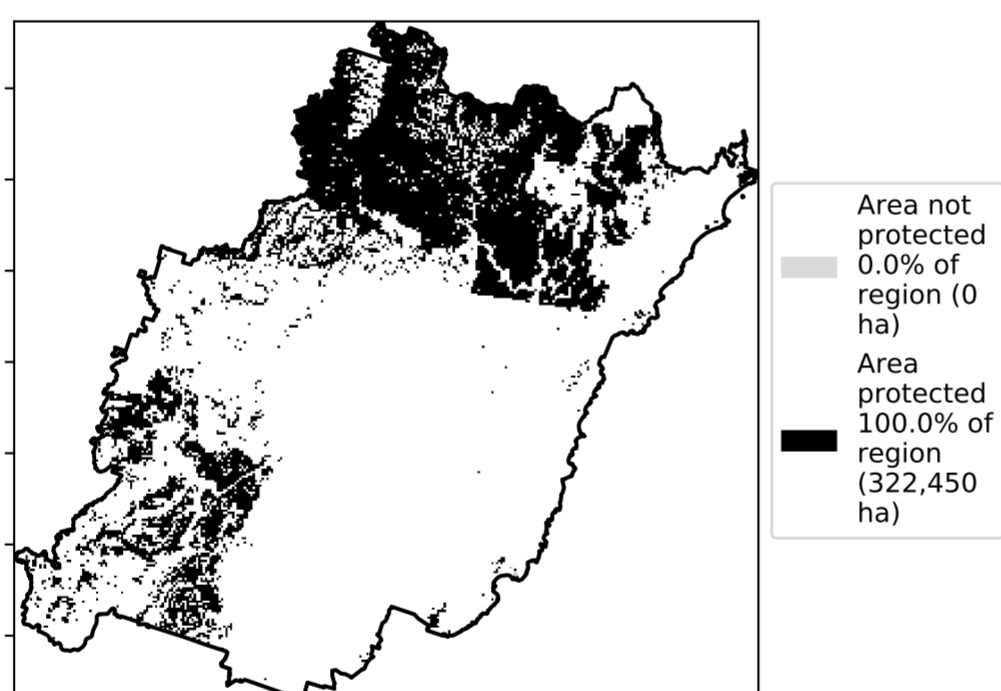 Area not
protected
0.0% of
region (0
ha)
Area
protected
100.0% of
region
(322,450
ha)